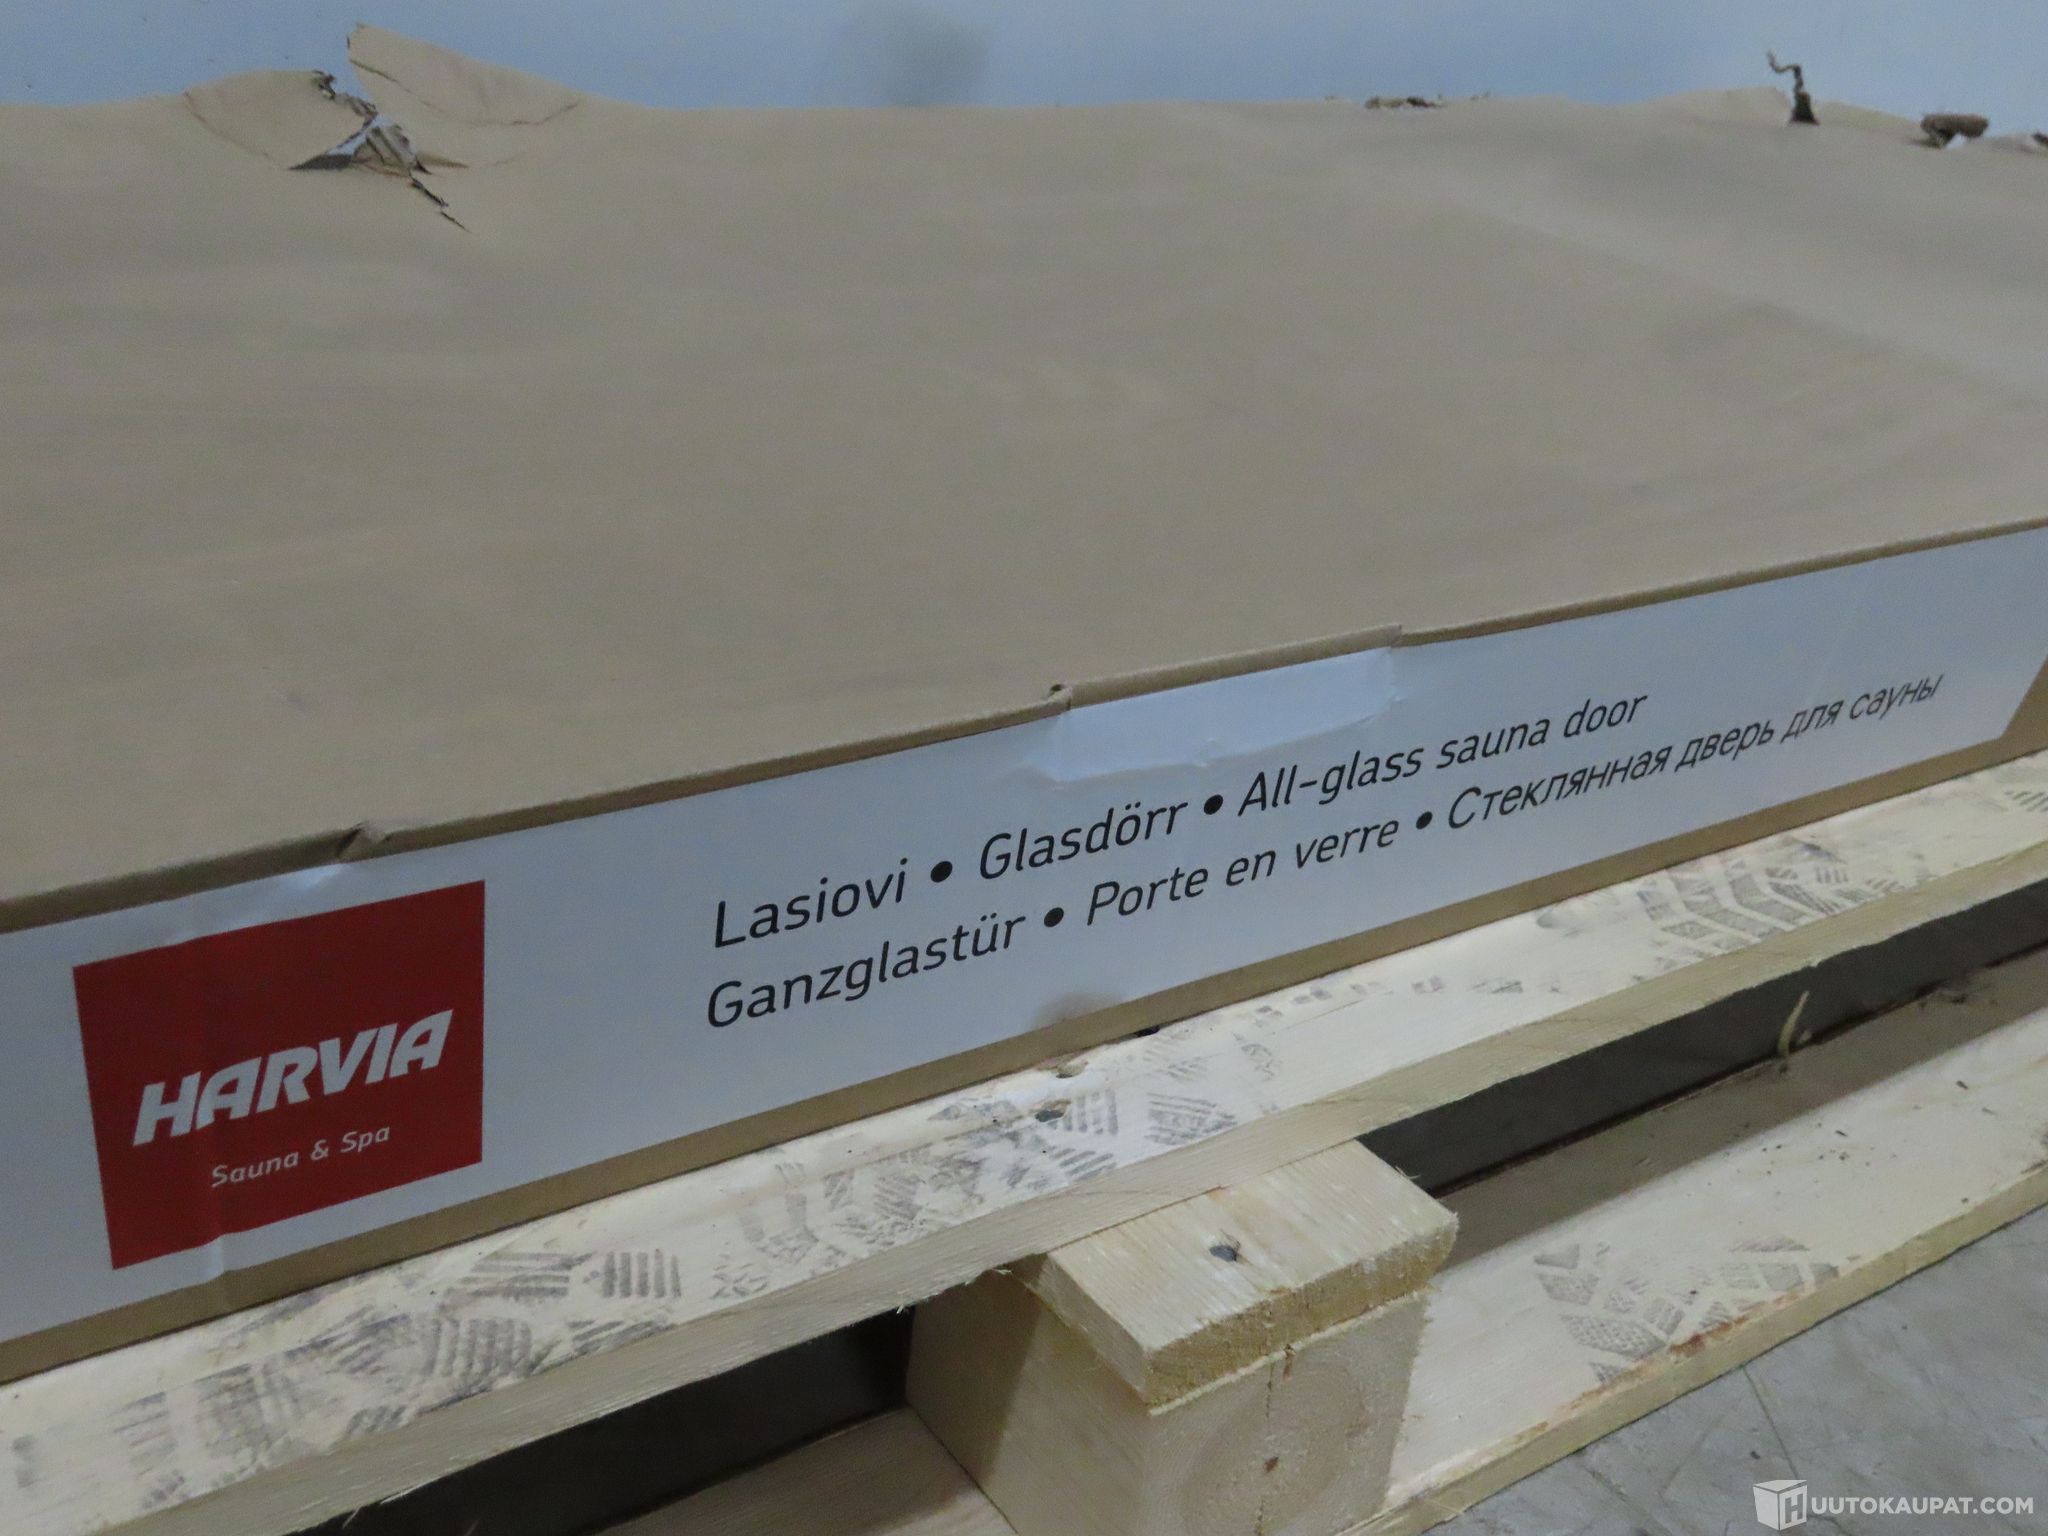 Lasiovi • Glasdörr • All-glass sauna door
Ganzglastür • Porte en verre • Стеклянная дверь для сауны
HARVIA
Sauna & Spa
HUUTOKAUPAT.COM